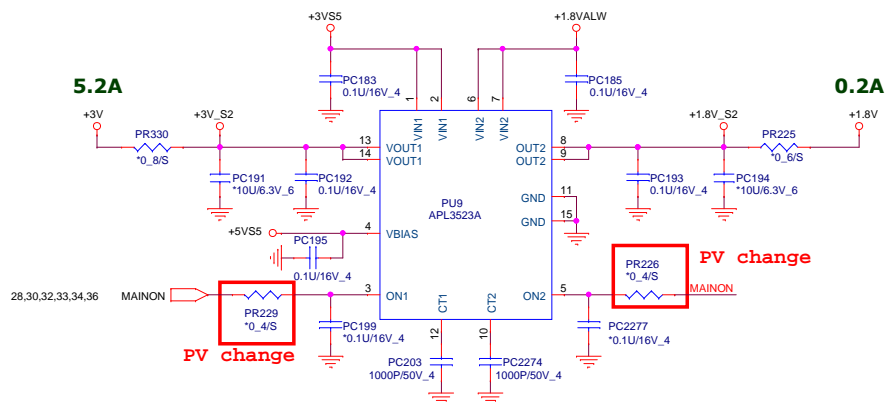 +3VS5
+1.8VALW
PC183
0.1U/16V_4
PC185
0.1U/16V_4
5.2A
0.2A
1
2
6
7
VIN1
VIN1
VIN2
VIN2
+3V
+3V_S2
+1.8V_S2
+1.8V
PR330
*0_8/S
PR225
*0_6/S
13
VOUT1
14
VOUT1
OUT2
8
OUT2
9
PC191
*10U/6.3V_6
PC192
0.1U/16V_4
PC193
0.1U/16V_4
PC194
*10U/6.3V_6
PU9
APL3523A
GND
11
GND
15
+5VS5
4
VBIAS
PC195
0.1U/16V_4
PV change
PR226
*0_4/S
28,30,32,33,34,36
MAINON
3
ON1
ON2
5
MAINON
PR229
*0_4/S
PV change
PC199
*0.1U/16V_4
CT1
CT2
12
10
PC2277
*0.1U/16V_4
PC203
1000P/50V_4
PC2274
1000P/50V_4